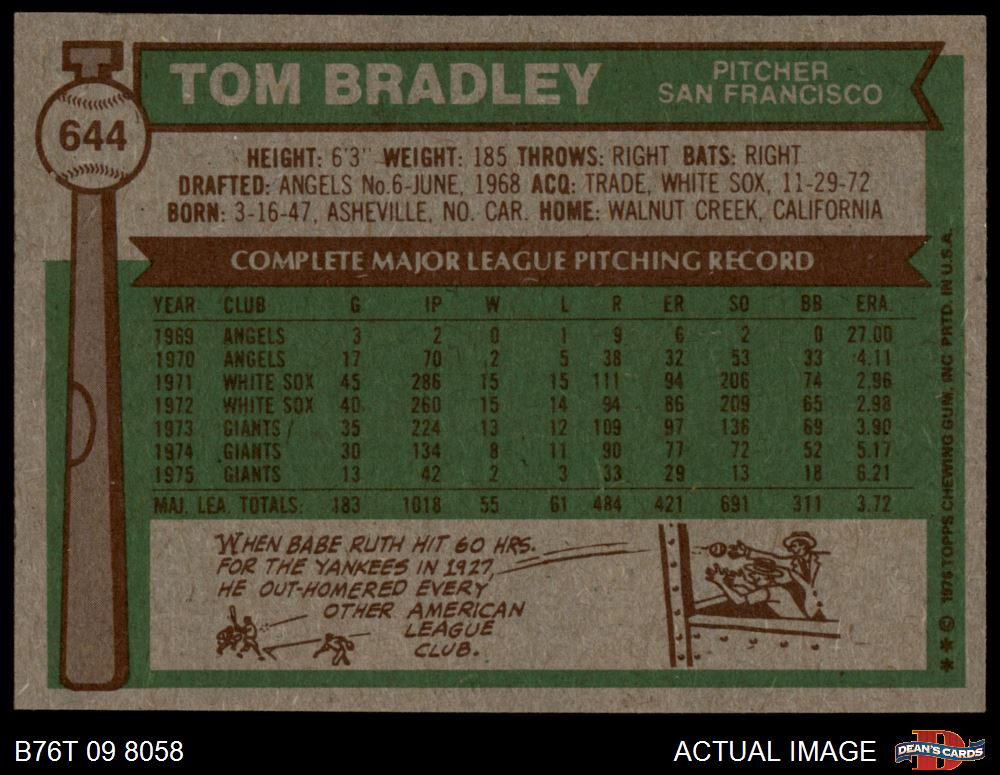 644
TOM BRADLEY
PITCHER
SAN FRANCISCO
HEIGHT: 6'3" WEIGHT: 185 THROWS: RIGHT BATS: RIGHT
DRAFTED: ANGELS No.6-JUNE, 1968 ACQ: TRADE, WHITE SOX, 11-29-72
BORN: 3-16-47, ASHEVILLE, NO. CAR. HOME: WALNUT CREEK, CALIFORNIA
COMPLETE MAJOR LEAGUE PITCHING RECORD
YEAR CLUB G IP W L R ER SO BB ERA.
1969 ANGELS 3 2 0 1 9 6 2 0 27.00
1970 ANGELS 17 70 2 5 38 32 53 33 4.11
1971 WHITE SOX 45 286 15 15 111 94 206 74 2.96
1972 WHITE SOX 40 260 15 14 94 86 209 65 2.98
1973 GIANTS 35 224 13 12 109 97 136 69 3.90
1974 GIANTS 30 134 8 11 90 77 72 52 5.17
1975 GIANTS 13 42 2 3 33 29 13 18 6.21
MAJ. LEA. TOTALS: 183 1018 55 61 484 421 691 311 3.72
WHEN BABE RUTH HIT 60 HRS.
FOR THE YANKEES IN 1927,
HE OUT-HOMERED EVERY
OTHER AMERICAN
LEAGUE
CLUB.
* * © 1976 TOPPS CHEWING GUM, INC PRTD. IN U.S.A.
B76T 09 8058
ACTUAL IMAGE
D
DEAN'S CARDS